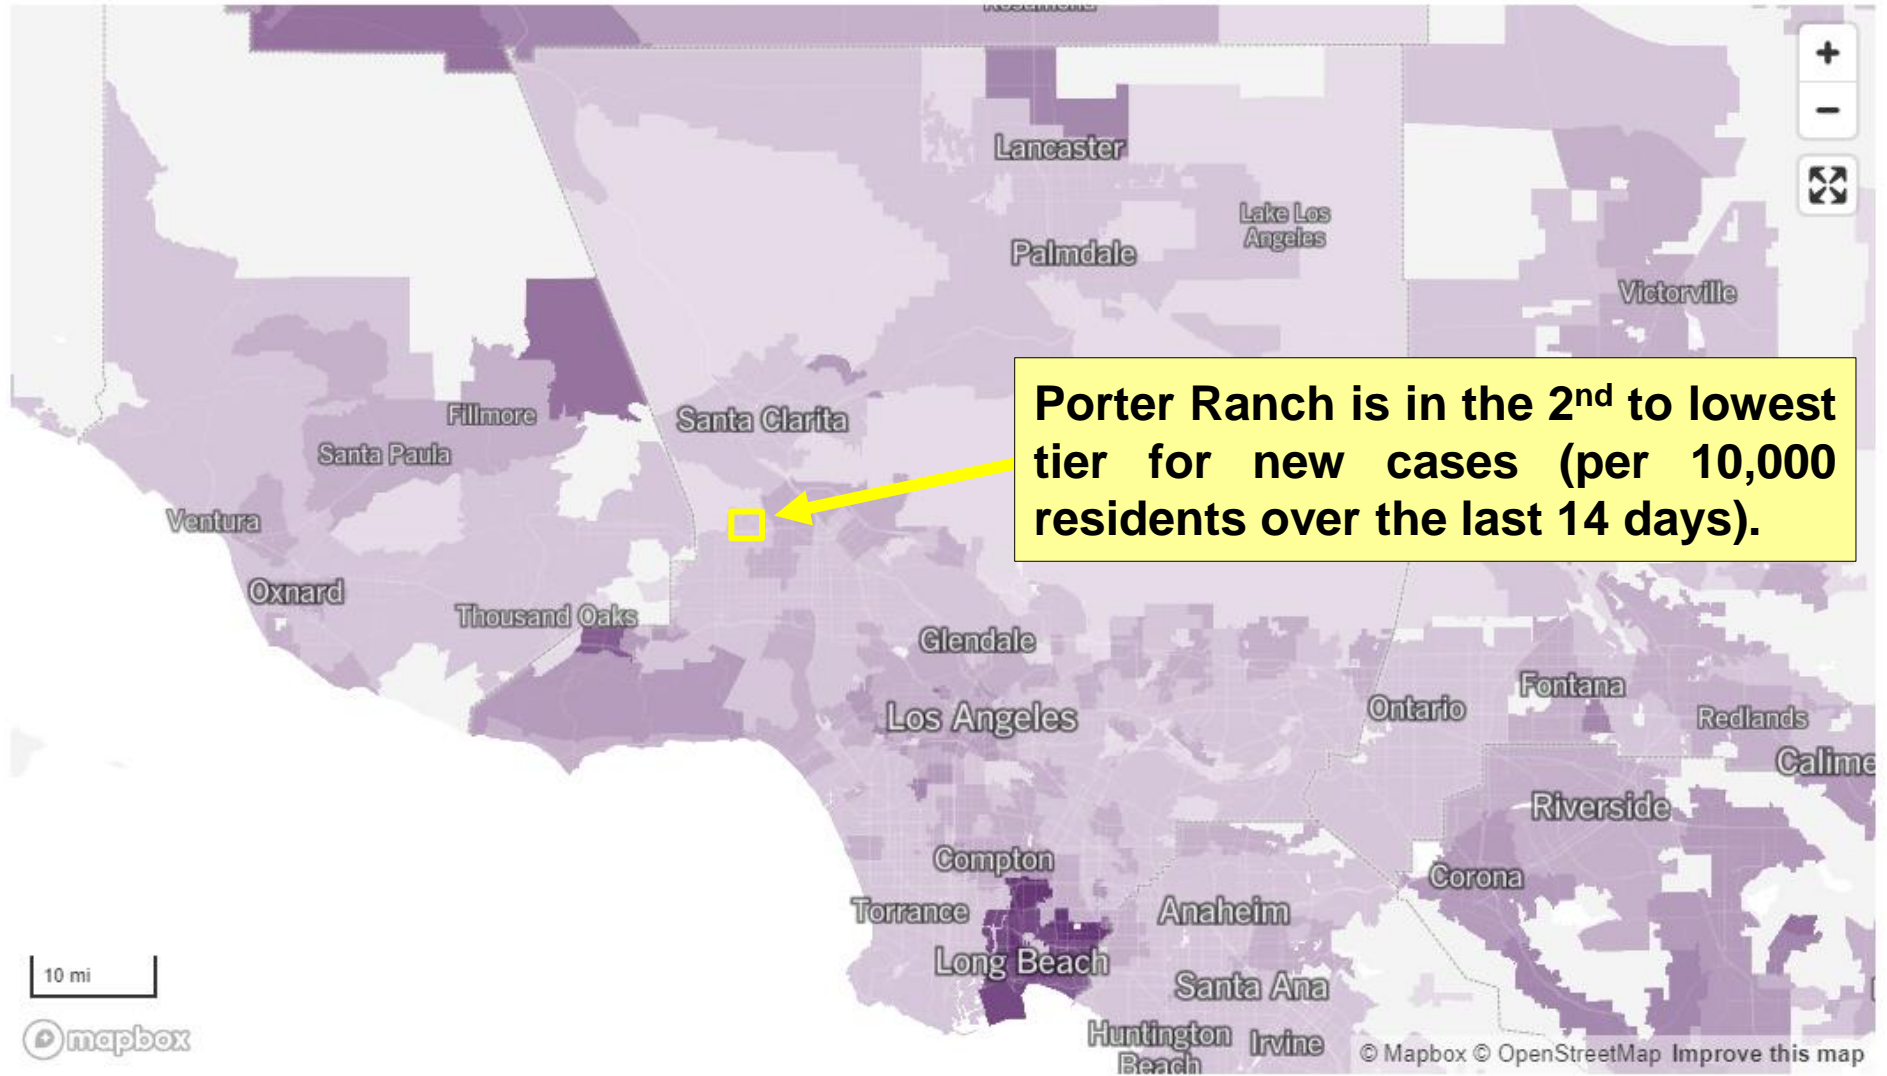 Rosamond
+
−
Lancaster
Lake Los
Angeles
Palmdale
Victorville
Porter Ranch is in the 2nd to lowest
tier for new cases (per 10,000
residents over the last 14 days).
Fillmore
Santa Clarita
Santa Paula
Ventura
Oxnard
Thousand Oaks
Glendale
Los Angeles
Ontario
Fontana
Redlands
Calime
Riverside
Compton
Corona
Torrance
Anaheim
Long Beach
Santa Ana
Huntington
Beach
Irvine
10 mi
mapbox
© Mapbox © OpenStreetMap Improve this map